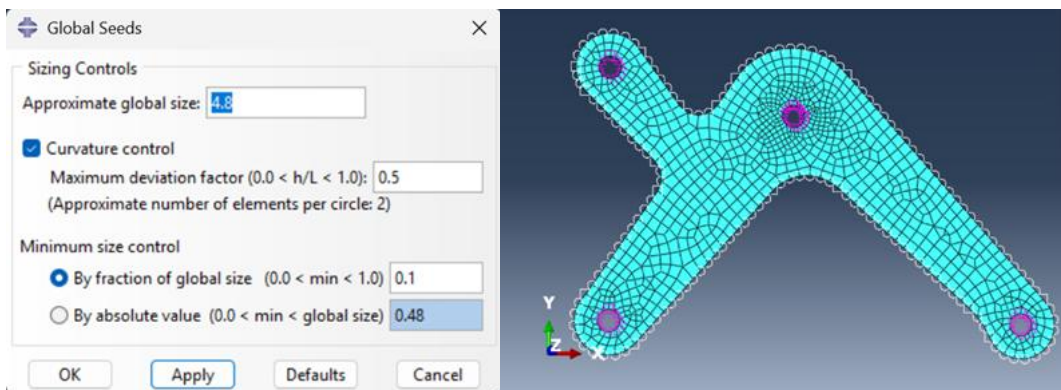 Global Seeds
Sizing Controls
Approximate global size: 4.8
Curvature control
Maximum deviation factor (0.0 < h/L < 1.0): 0.5
(Approximate number of elements per circle: 2)
Minimum size control
By fraction of global size (0.0 < min < 1.0) 0.1
By absolute value (0.0 < min < global size) 0.48
OK Apply Defaults Cancel
Y
Z X